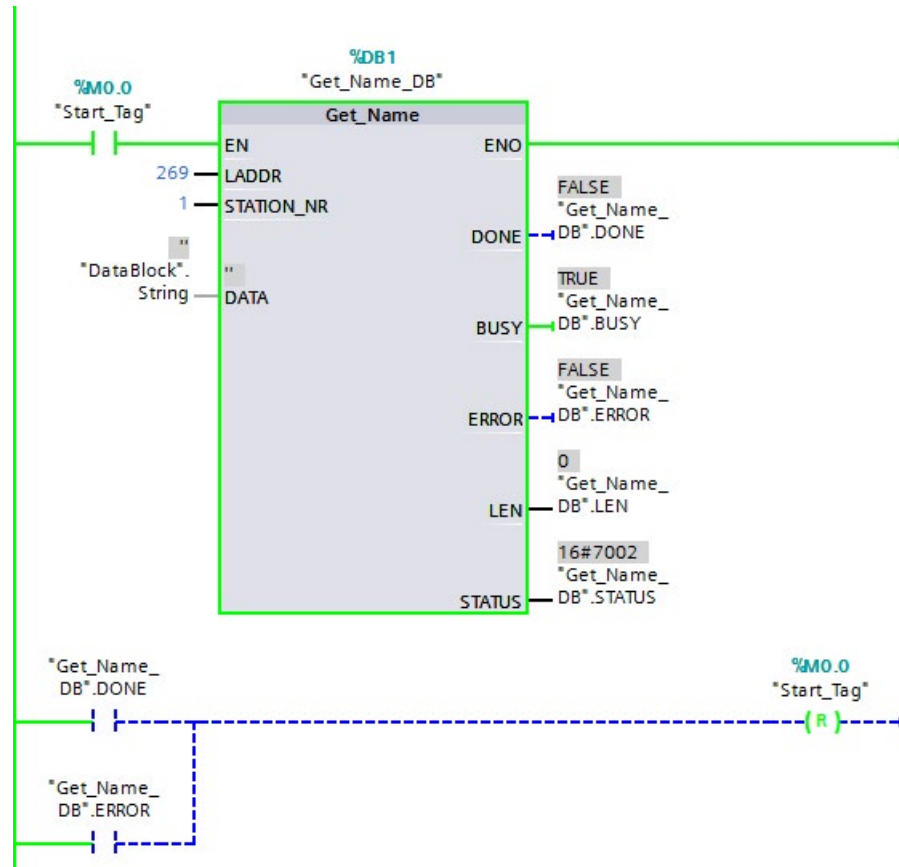 %DB1
"Get_Name_DB"
%M0.0
"Start_Tag"
Get_Name
EN
ENO
269
LADDR
1
STATION_NR
''
"DataBlock".
String
''
DATA
DONE
FALSE
"Get_Name_
DB".DONE
BUSY
TRUE
"Get_Name_
DB".BUSY
ERROR
FALSE
"Get_Name_
DB".ERROR
LEN
0
"Get_Name_
DB".LEN
STATUS
16#7002
"Get_Name_
DB".STATUS
"Get_Name_
DB".DONE
%M0.0
"Start_Tag"
R
"Get_Name_
DB".ERROR